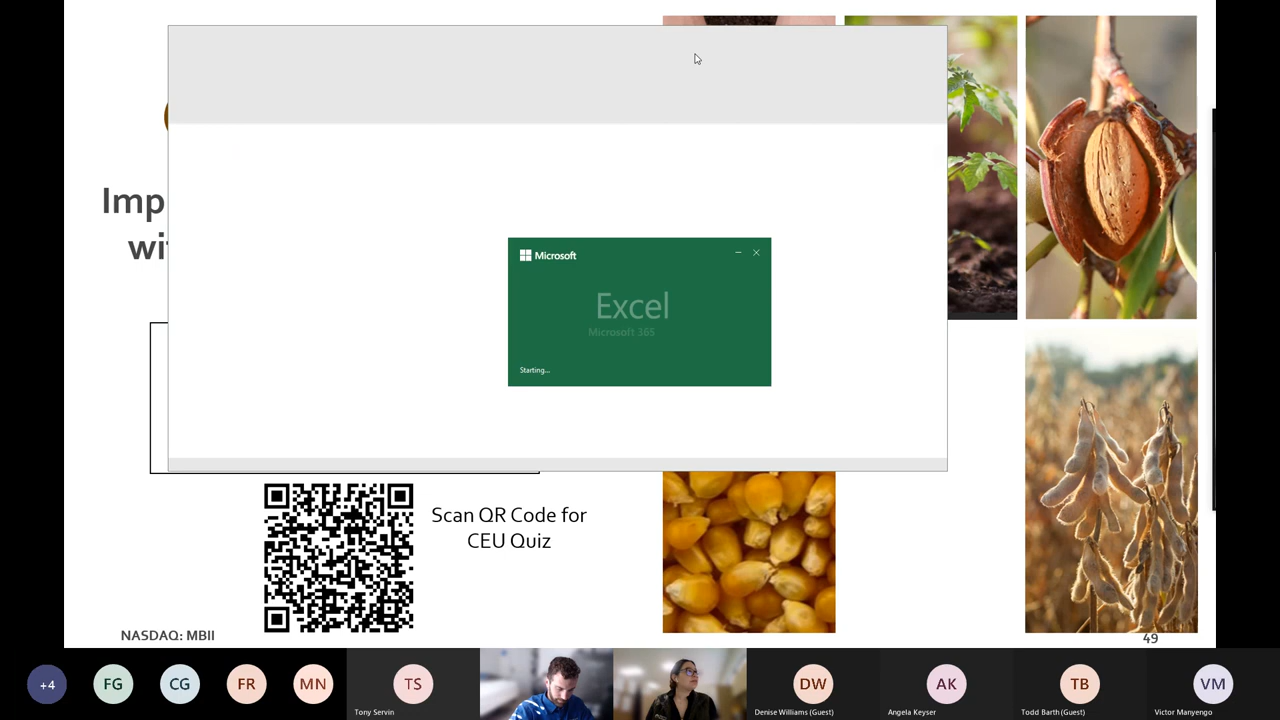 Imp
wi
Microsoft
Excel
Microsoft 365
Starting...
Scan QR Code for
CEU Quiz
NASDAQ: MBII
49
+4
FG
CG
FR
MN
TS
DW
AK
TB
VM
Tony Servin
Denise Williams (Guest)
Angela Keyser
Todd Barth (Guest)
Victor Manyengo